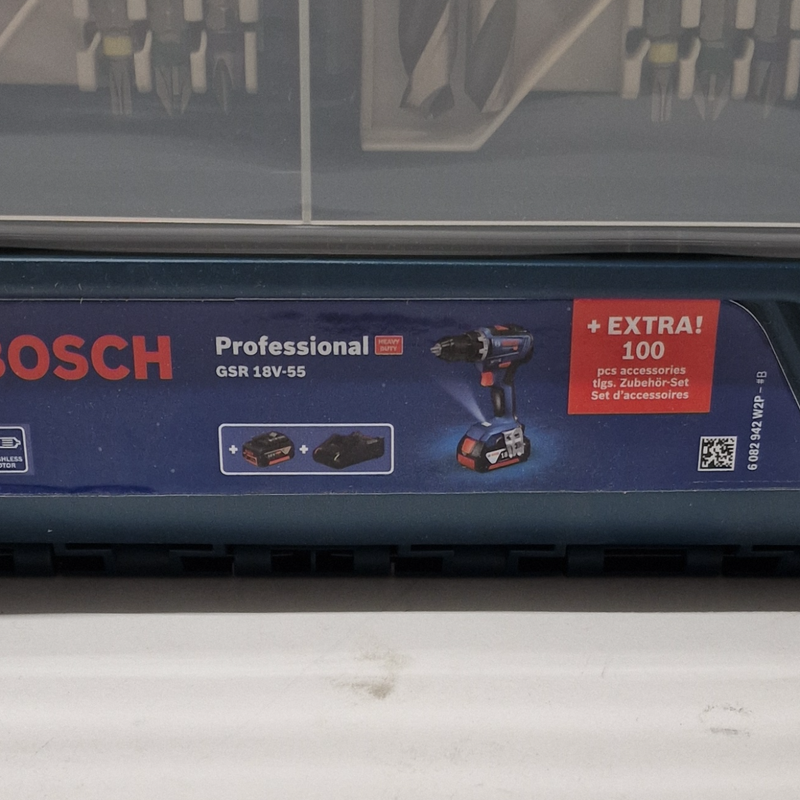 BOSCH
Professional HEAVY DUTY
GSR 18V-55
+ EXTRA!
100
pcs accessories
tlgs. Zubehör-Set
Set d'accessoires
6 082 942 W2P